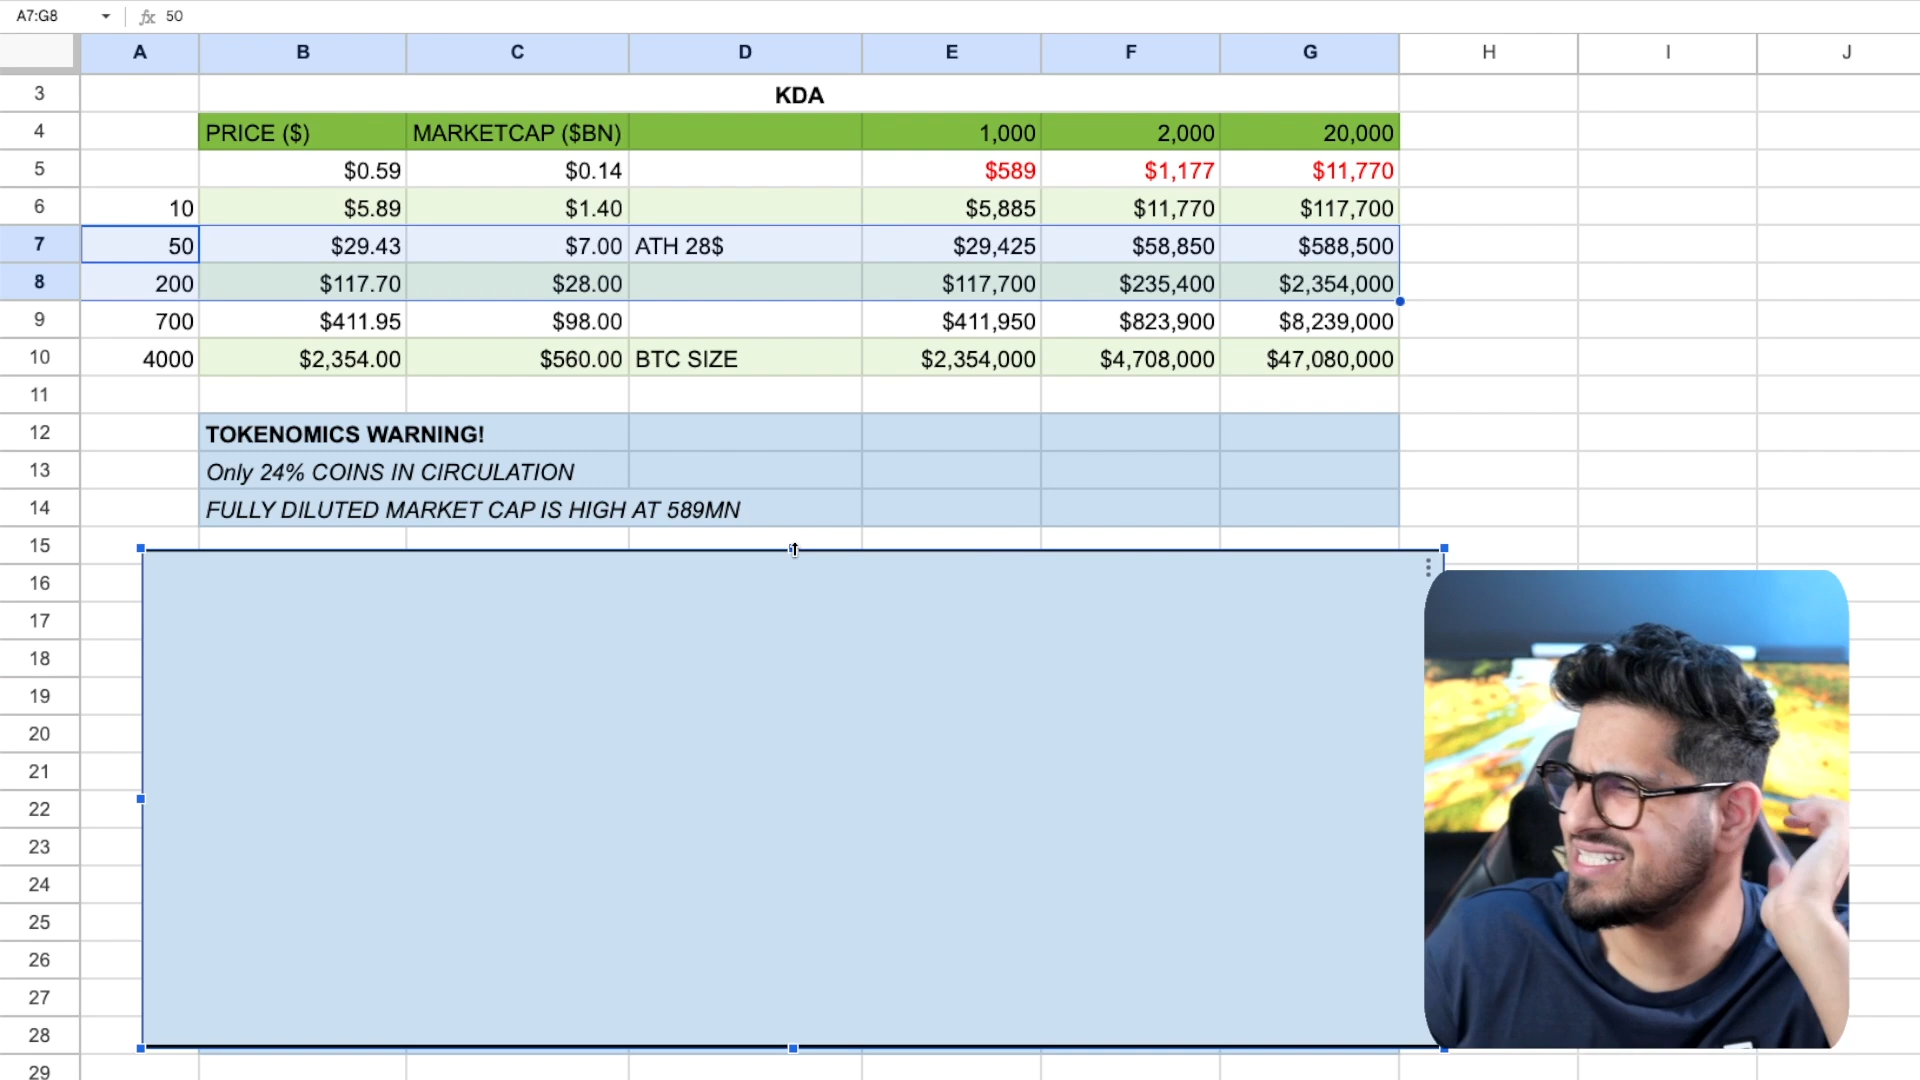 A7:G8 fx 50
A B C D E F G H I J
3 KDA
4 PRICE ($) MARKETCAP ($BN) 1,000 2,000 20,000
5 $0.59 $0.14 $589 $1,177 $11,770
6 10 $5.89 $1.40 $5,885 $11,770 $117,700
7 50 $29.43 $7.00 ATH 28$ $29,425 $58,850 $588,500
8 200 $117.70 $28.00 $117,700 $235,400 $2,354,000
9 700 $411.95 $98.00 $411,950 $823,900 $8,239,000
10 4000 $2,354.00 $560.00 BTC SIZE $2,354,000 $4,708,000 $47,080,000
11
12 TOKENOMICS WARNING!
13 Only 24% COINS IN CIRCULATION
14 FULLY DILUTED MARKET CAP IS HIGH AT 589MN
15
16
17
18
19
20
21
22
23
24
25
26
27
28
29